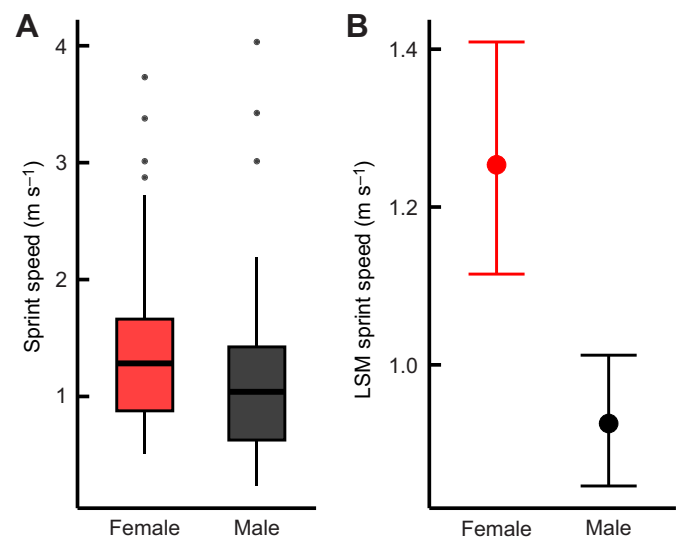 A
Sprint speed (m s–1)
4
3
2
1
Female Male
B
LSM sprint speed (m s–1)
1.4
1.2
1.0
Female Male